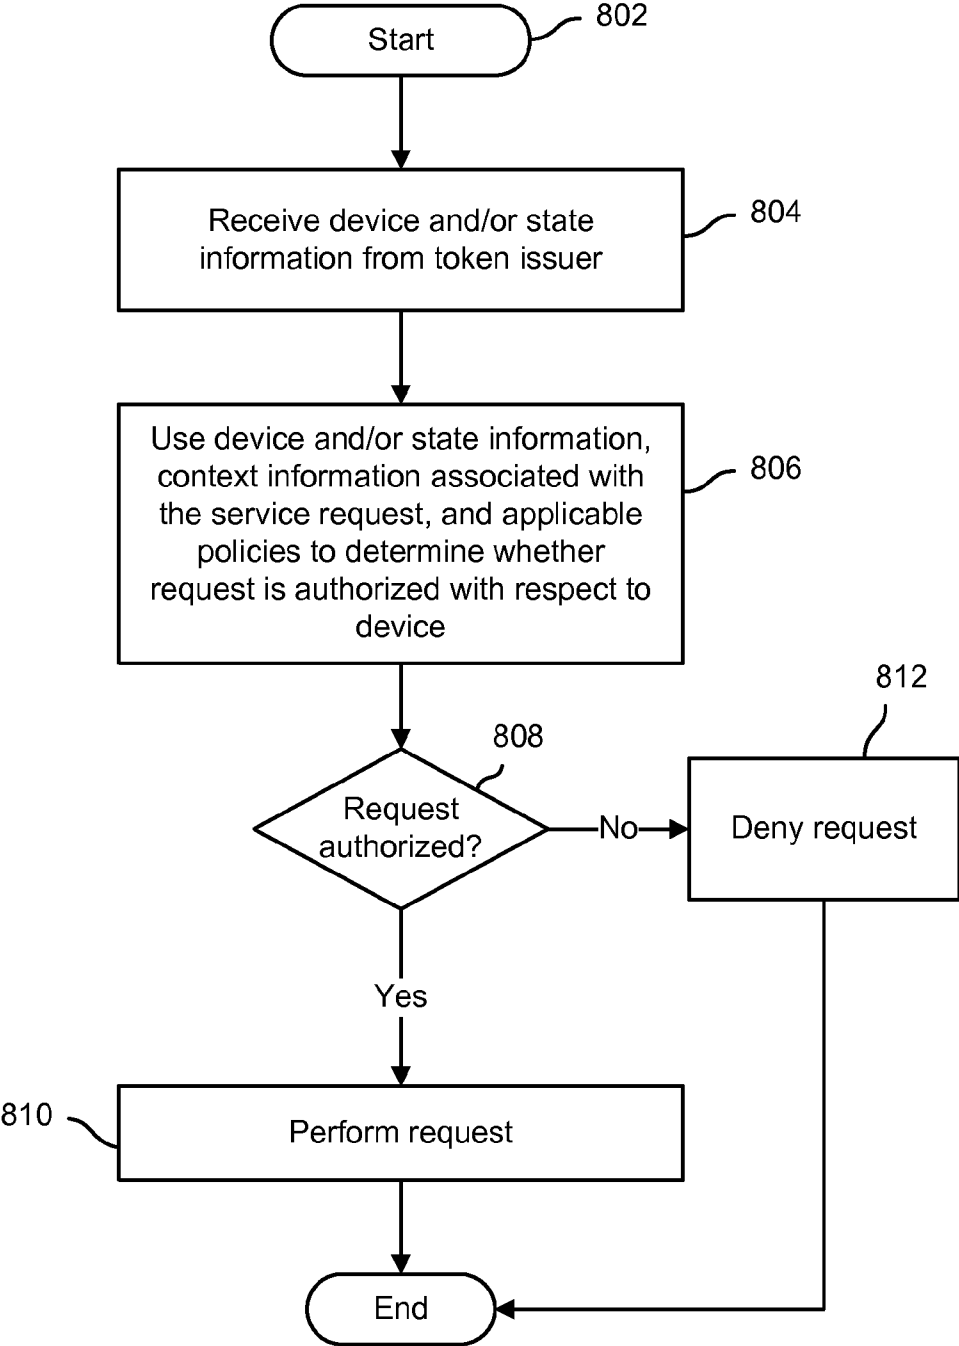 Start
802
Receive device and/or state
information from token issuer
804
Use device and/or state information,
context information associated with
the service request, and applicable
policies to determine whether
request is authorized with respect to
device
806
808
Request
authorized?
No
812
Deny request
Yes
810
Perform request
End